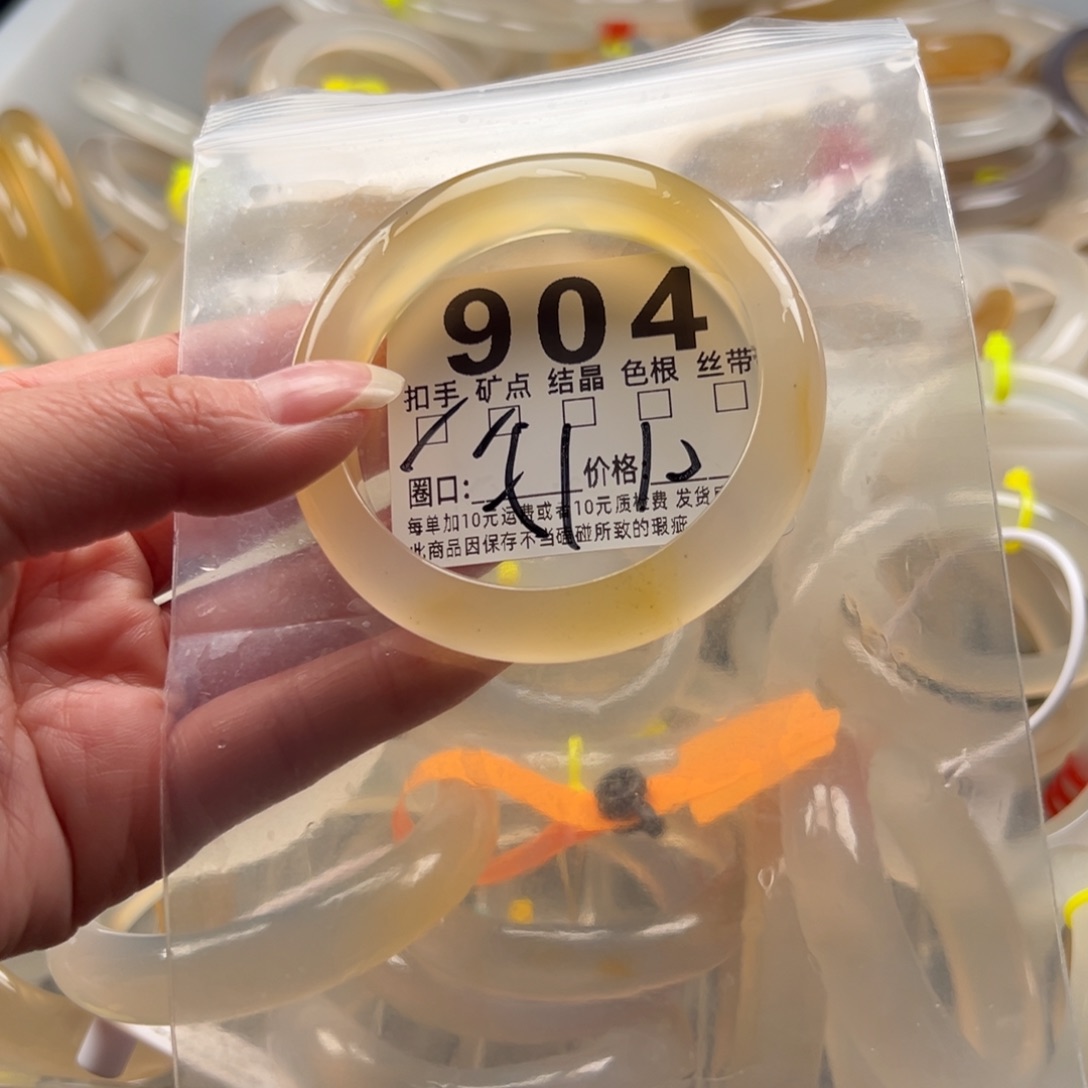 904
扣手 矿点 结晶 色根 丝带
圈口: 价格
每单加10元运费或者10元质检费 发货
此商品因保存不当磕碰所致的瑕疵